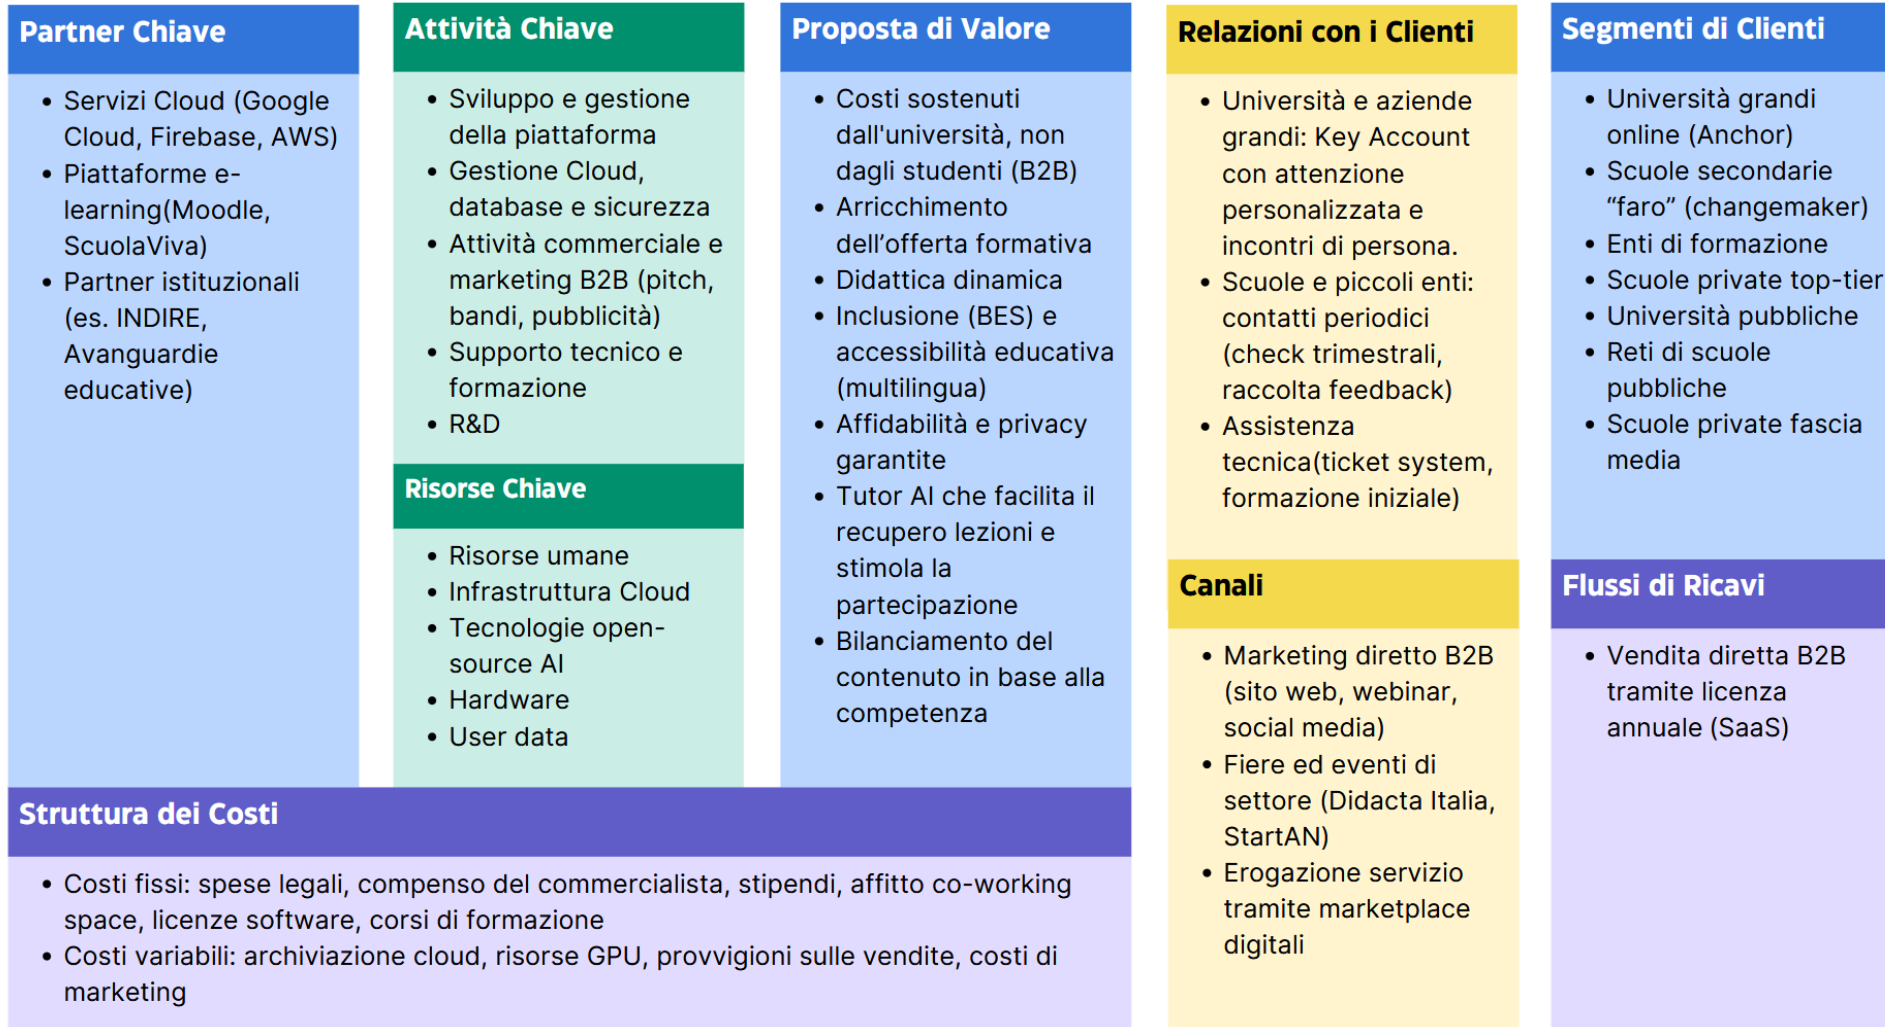 Partner Chiave
• Servizi Cloud (Google
Cloud, Firebase, AWS)
• Piattaforme e-
learning(Moodle,
ScuolaViva)
• Partner istituzionali
(es. INDIRE,
Avanguardie
educative)
Attività Chiave
• Sviluppo e gestione
della piattaforma
• Gestione Cloud,
database e sicurezza
• Attività commerciale e
marketing B2B (pitch,
bandi, pubblicità)
• Supporto tecnico e
formazione
• R&D
Risorse Chiave
• Risorse umane
• Infrastruttura Cloud
• Tecnologie open-
source AI
• Hardware
• User data
Proposta di Valore
• Costi sostenuti
dall'università, non
dagli studenti (B2B)
• Arricchimento
dell’offerta formativa
• Didattica dinamica
• Inclusione (BES) e
accessibilità educativa
(multilingua)
• Affidabilità e privacy
garantite
• Tutor AI che facilita il
recupero lezioni e
stimola la
partecipazione
• Bilanciamento del
contenuto in base alla
competenza
Relazioni con i Clienti
• Università e aziende
grandi: Key Account
con attenzione
personalizzata e
incontri di persona.
• Scuole e piccoli enti:
contatti periodici
(check trimestrali,
raccolta feedback)
• Assistenza
tecnica(ticket system,
formazione iniziale)
Canali
• Marketing diretto B2B
(sito web, webinar,
social media)
• Fiere ed eventi di
settore (Didacta Italia,
StartAN)
• Erogazione servizio
tramite marketplace
digitali
Segmenti di Clienti
• Università grandi
online (Anchor)
• Scuole secondarie
“faro” (changemaker)
• Enti di formazione
• Scuole private top-tier
• Università pubbliche
• Reti di scuole
pubbliche
• Scuole private fascia
media
Flussi di Ricavi
• Vendita diretta B2B
tramite licenza
annuale (SaaS)
Struttura dei Costi
• Costi fissi: spese legali, compenso del commercialista, stipendi, affitto co-working
space, licenze software, corsi di formazione
• Costi variabili: archiviazione cloud, risorse GPU, provvigioni sulle vendite, costi di
marketing